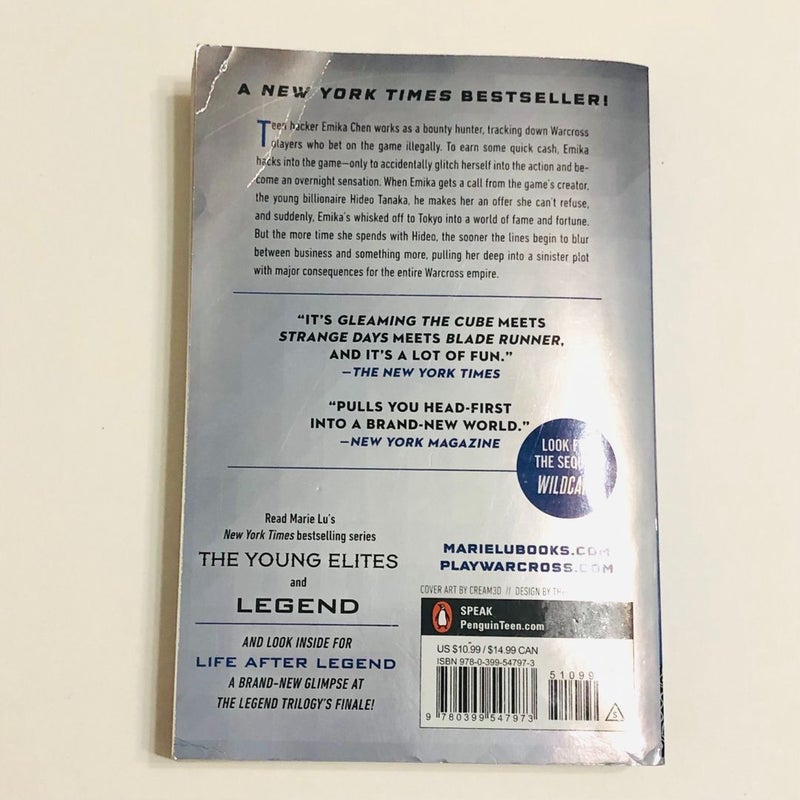 A NEW YORK TIMES BESTSELLER!
Teen hacker Emika Chen works as a bounty hunter, tracking down Warcross
players who bet on the game illegally. To earn some quick cash, Emika
hacks into the game—only to accidentally glitch herself into the action and be-
come an overnight sensation. When Emika gets a call from the game's creator,
the young billionaire Hideo Tanaka, he makes her an offer she can't refuse,
and suddenly, Emika's whisked off to Tokyo into a world of fame and fortune.
But the more time she spends with Hideo, the sooner the lines begin to blur
between business and something more, pulling her deep into a sinister plot
with major consequences for the entire Warcross empire.
"IT'S GLEAMING THE CUBE MEETS
STRANGE DAYS MEETS BLADE RUNNER,
AND IT'S A LOT OF FUN."
—THE NEW YORK TIMES
"PULLS YOU HEAD-FIRST
INTO A BRAND-NEW WORLD."
—NEW YORK MAGAZINE
LOOK
THE
Read Marie Lu's
New York Times bestselling series
THE YOUNG ELITES
and
LEGEND
AND LOOK INSIDE FOR
LIFE AFTER LEGEND
A BRAND-NEW GLIMPSE AT
THE LEGEND TRILOGY'S FINALE!
MARIELUBOOKS.COM
PLAYWARCROSS.COM
COVER ART BY CREAM3D // DESIGN BY
SPEAK
PenguinTeen.com
US $10.99 / $14.99 CAN
ISBN 978-0-399-54797-3
51099
9 780399 547973
S